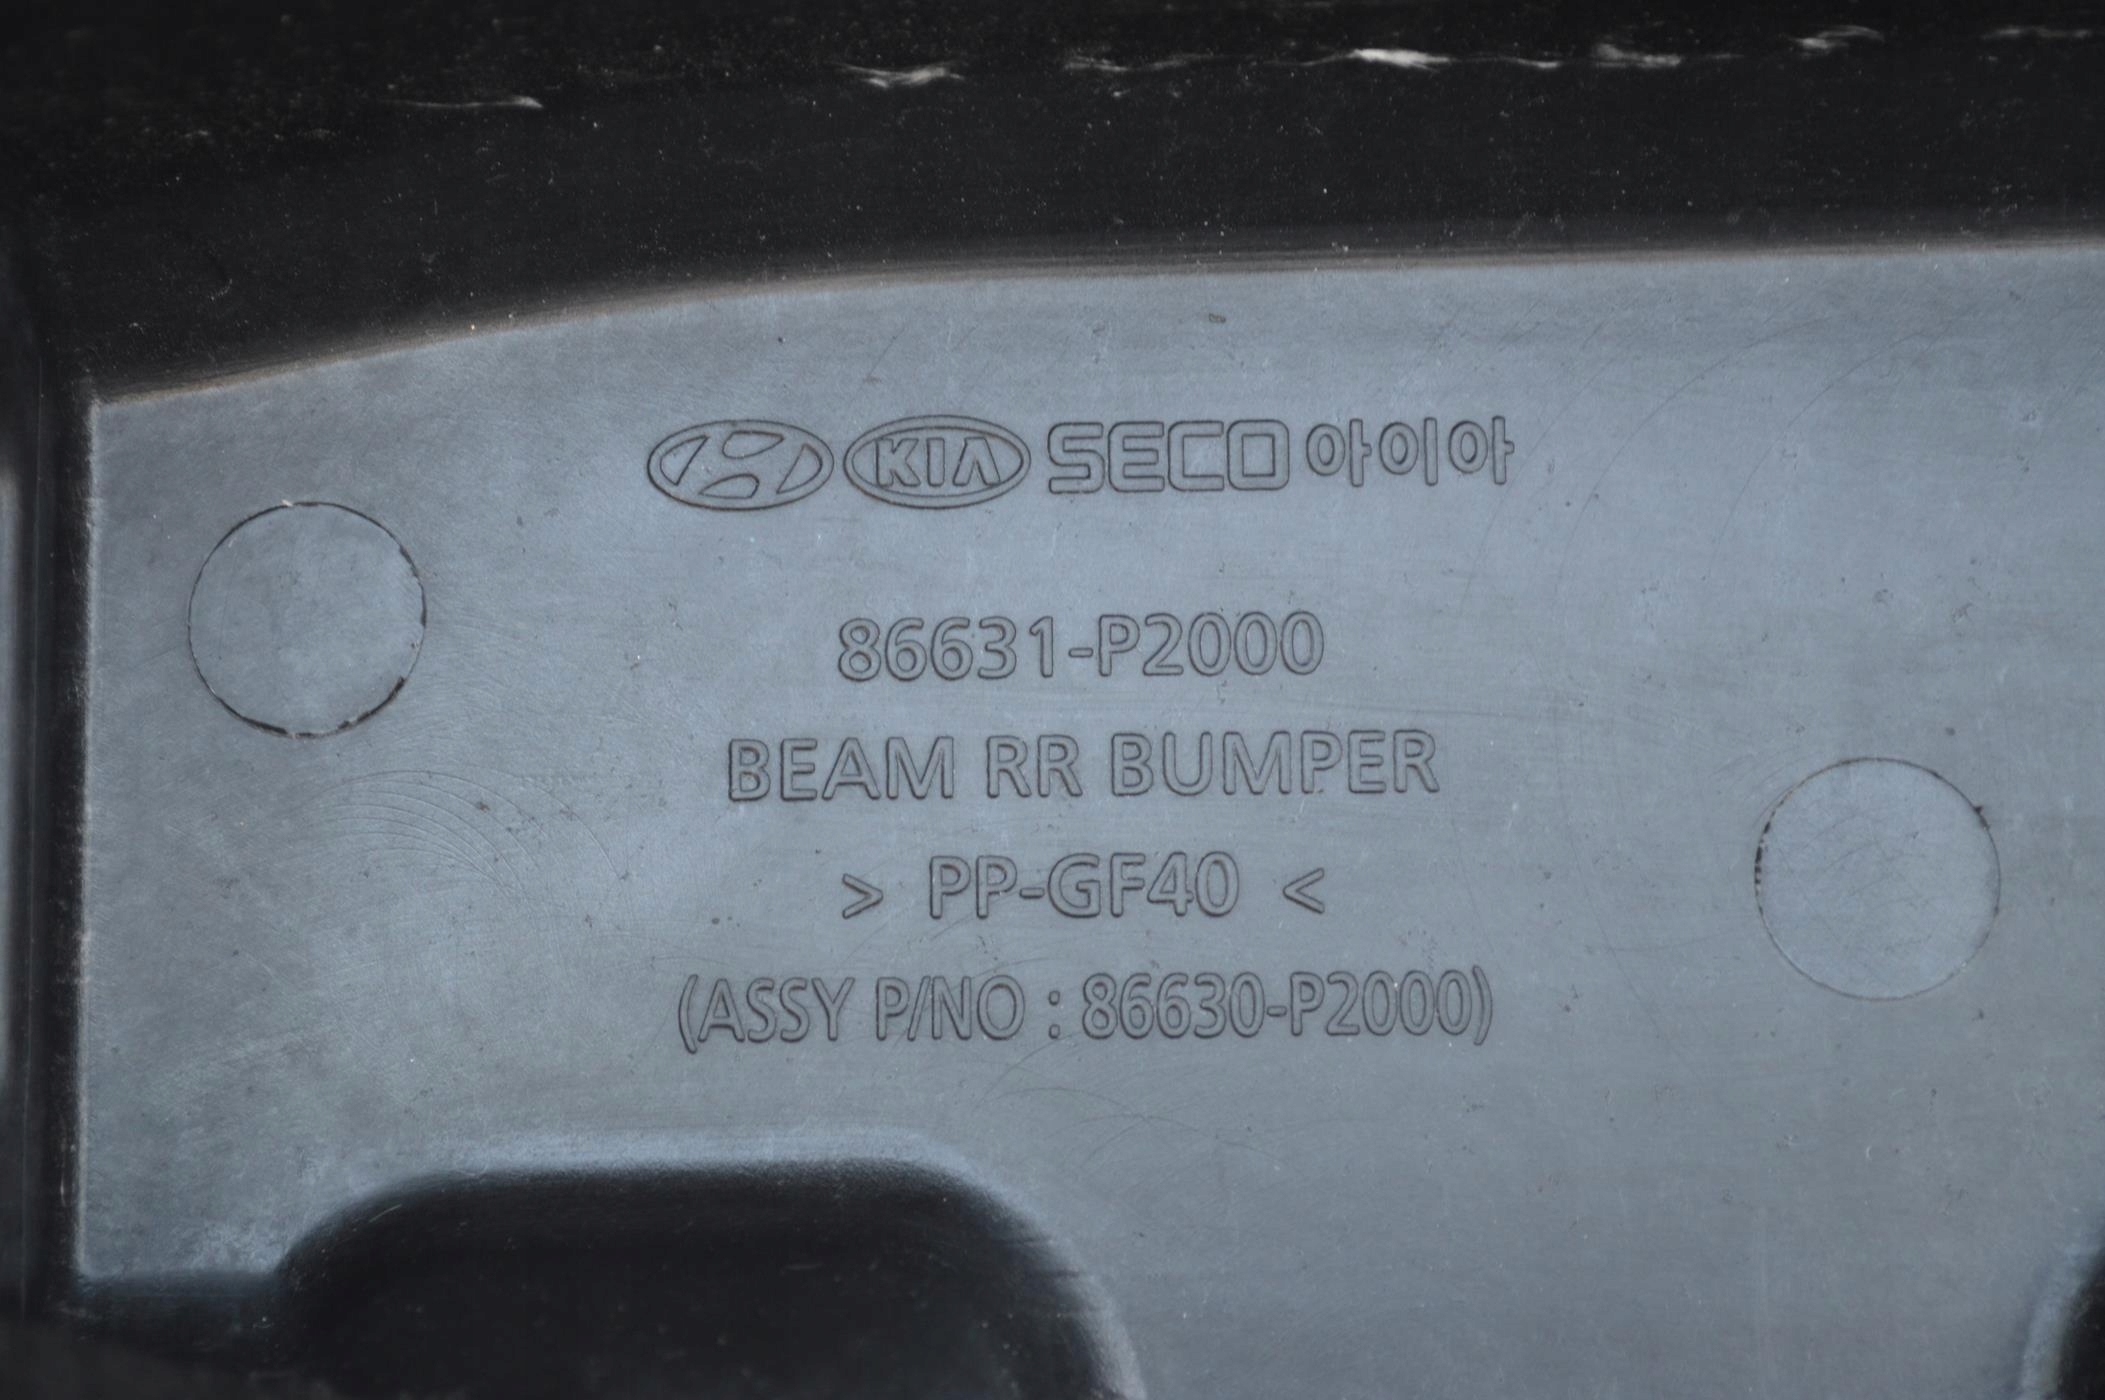 KIA SECO 아이아
86631-P2000
BEAM RR BUMPER
> PP-GF40 <
(ASSY P/NO : 86630-P2000)